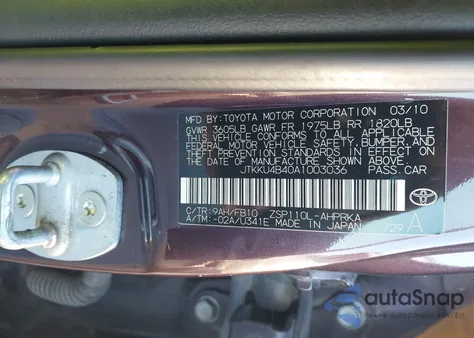 MFD BY: TOYOTA MOTOR CORPORATION 03/10
GVWR 3605LB GAWR FR 1975LB RR 1820LB
THIS VEHICLE CONFORMS TO ALL APPLICABLE
FEDERAL MOTOR VEHICLE SAFETY, BUMPER, AND
THEFT PREVENTION STANDARDS IN EFFECT ON
THE DATE OF MANUFACTURE SHOWN ABOVE.
JTKKU4B40A1003036 PASS.CAR
C/TR: 9AH/FB10 ZSP110L-AHPRKA
A/TM: -02A/U341E MADE IN JAPAN 729 A
TOYOTA
autoSnap